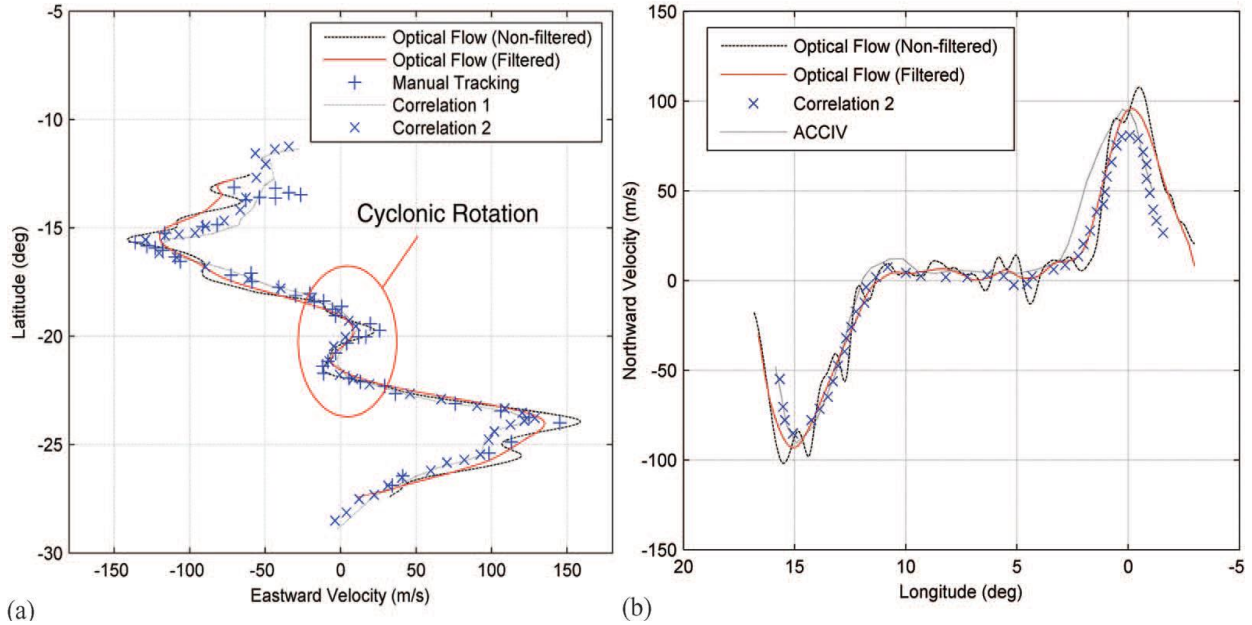 -5
-10
-15
-20
-25
-30
Latitude (deg)
Optical Flow (Non-filtered)
Optical Flow (Filtered)
Manual Tracking
Correlation 1
Correlation 2
Cyclonic Rotation
-150 -100 -50 0 50 100 150
Eastward Velocity (m/s)
(a)
150
100
50
0
-50
-100
-150
Northward Velocity (m/s)
Optical Flow (Non-filtered)
Optical Flow (Filtered)
Correlation 2
ACCIV
20 15 10 5 0 -5
Longitude (deg)
(b)